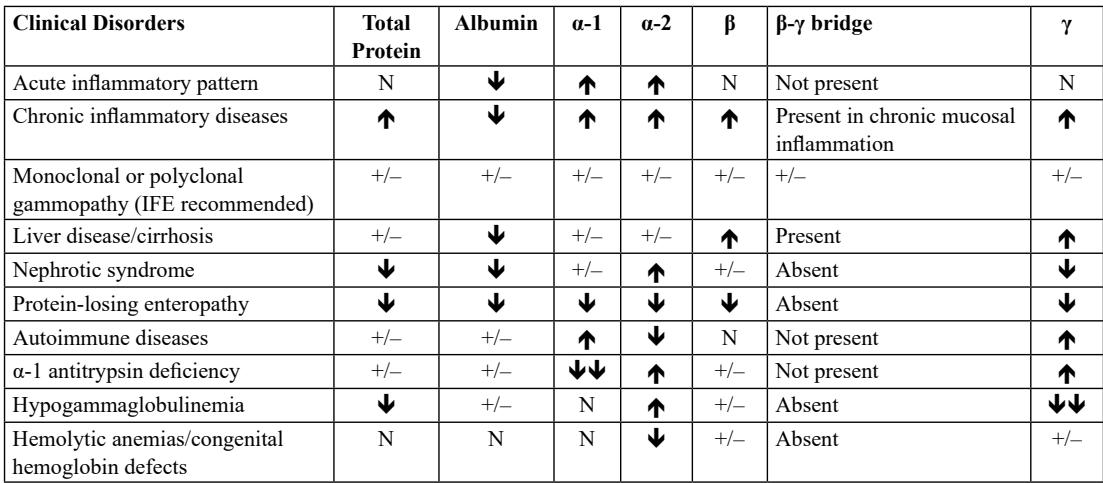 Clinical Disorders Total Protein Albumin α-1 α-2 β β-γ bridge γ
Acute inflammatory pattern N 🡻 🡹 🡹 N Not present N
Chronic inflammatory diseases 🡹 🡻 🡹 🡹 🡹 Present in chronic mucosal inflammation 🡹
Monoclonal or polyclonal gammopathy (IFE recommended) +/– +/– +/– +/– +/– +/– +/–
Liver disease/cirrhosis +/– 🡻 +/– +/– 🡹 Present 🡹
Nephrotic syndrome 🡻 🡻 +/– 🡹 +/– Absent 🡻
Protein-losing enteropathy 🡻 🡻 🡻 🡻 🡻 Absent 🡻
Autoimmune diseases +/– +/– 🡹 🡻 N Not present 🡹
α-1 antitrypsin deficiency +/– +/– 🡻🡻 🡹 +/– Not present 🡹
Hypogammaglobulinemia 🡻 +/– N 🡹 +/– Absent 🡻🡻
Hemolytic anemias/congenital hemoglobin defects N N N 🡻 +/– Absent +/–